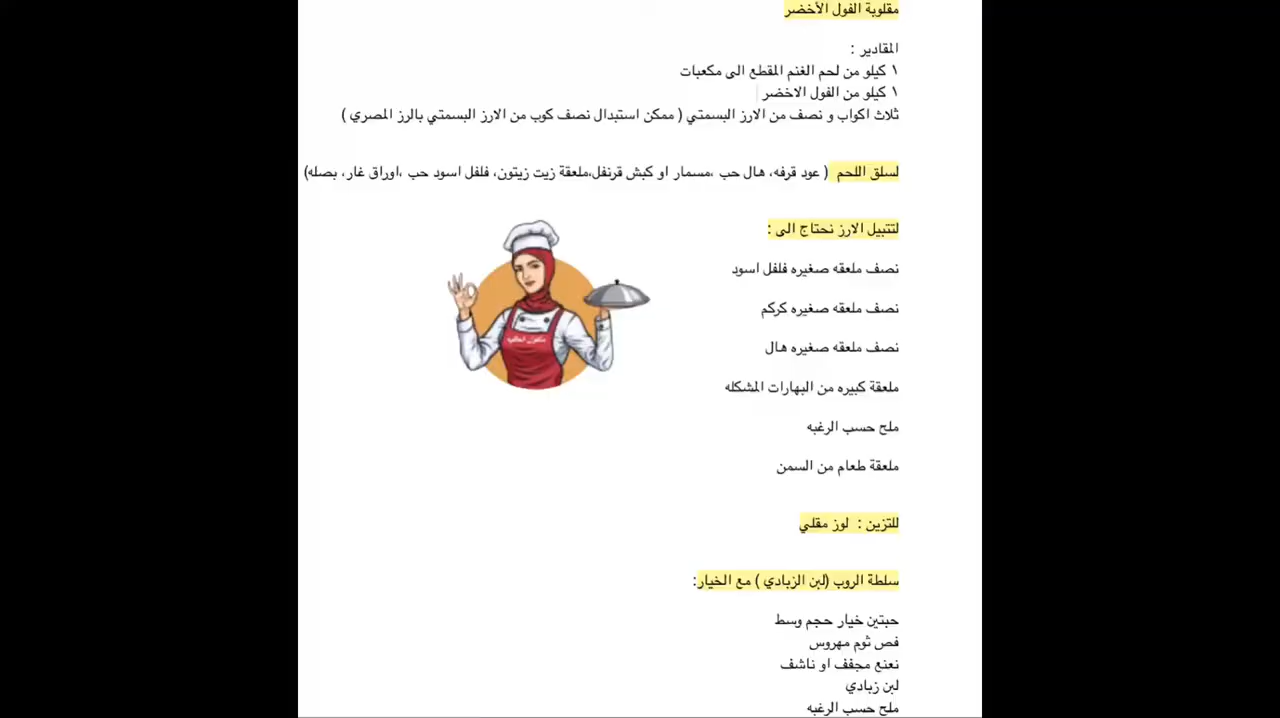 مقلوبة الفول الأخضر
المقادير :
١ كيلو من لحم الغنم المقطع الى مكعبات
١ كيلو من الفول الاخضر
ثلاث اكواب و نصف من الارز البسمتي ( ممكن استبدال نصف كوب من الارز البسمتي بالرز المصري )
لسلق اللحم ( عود قرفه، هال حب ،مسمار او كبش قرنفل،ملعقة زيت زيتون، فلفل اسود حب ،اوراق غار، بصله)
لتتبيل الارز نحتاج الى :
نصف ملعقه صغيره فلفل اسود
نصف ملعقه صغيره كركم
نصف ملعقه صغيره هال
ملعقة كبيره من البهارات المشكله
ملح حسب الرغبه
ملعقة طعام من السمن
للتزين : لوز مقلي
سلطة الروب (لبن الزبادي ) مع الخيار:
حبتين خيار حجم وسط
فص ثوم مهروس
نعنع مجفف او ناشف
لبن زبادي
ملح حسب الرغبه